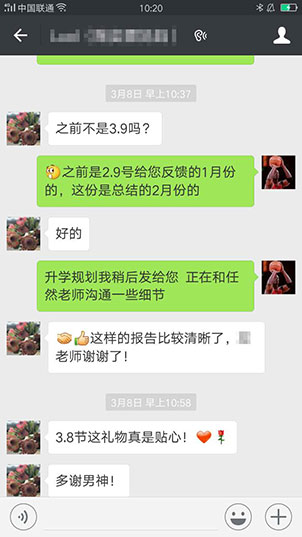 中国联通
10:20
3月8日 早上10:37
之前不是3.9吗？
之前是2.9号给您反馈的1月份
的，这份是总结的2月份的
好的
升学规划我稍后发给您 正在和任
然老师沟通一些细节
这样的报告比较清晰了，
老师谢谢了！
3月8日 早上10:58
3.8节这礼物真是贴心！
多谢男神！